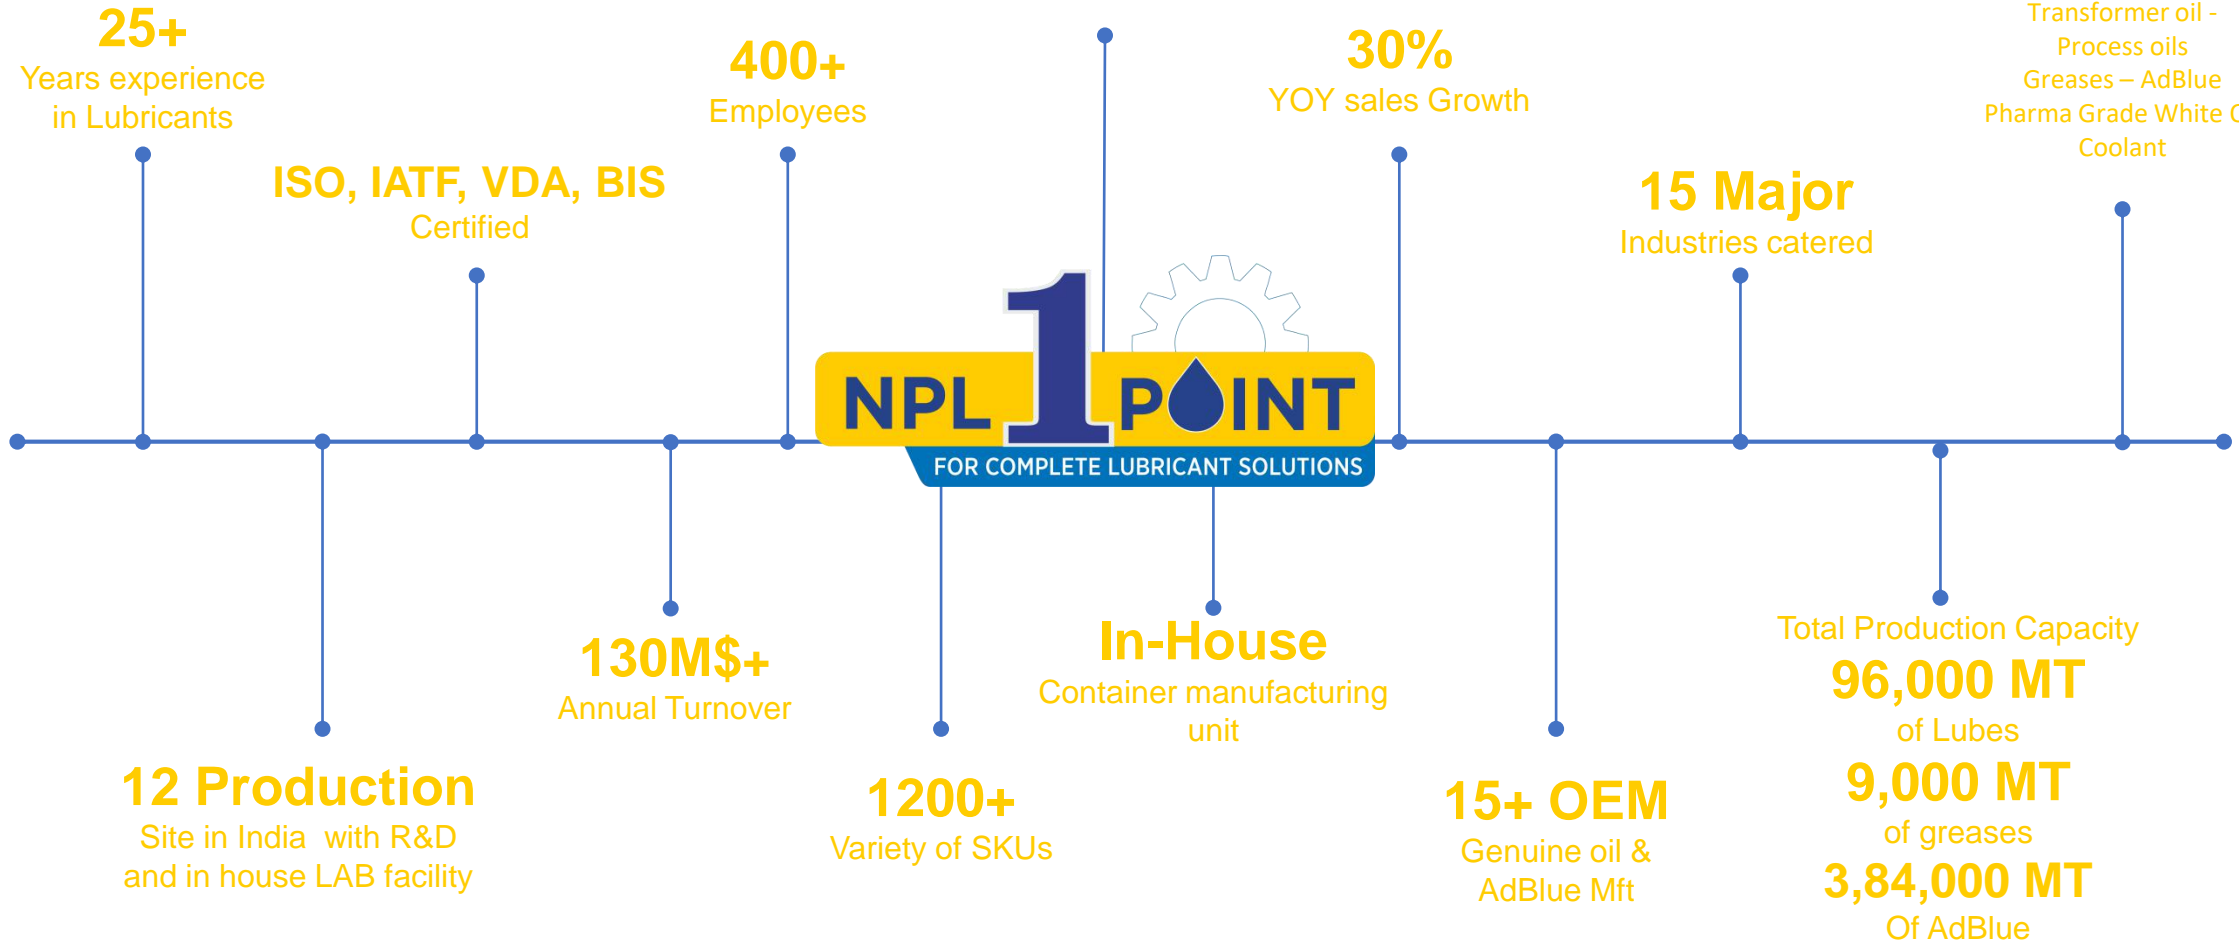 25+
Years experience
in Lubricants
ISO, IATF, VDA, BIS
Certified
400+
Employees
30%
YOY sales Growth
15 Major
Industries catered
Transformer oil -
Process oils
Greases – AdBlue
Pharma Grade White
Coolant
NPL 1 POINT
FOR COMPLETE LUBRICANT SOLUTIONS
12 Production
Site in India with R&D
and in house LAB facility
130M$+
Annual Turnover
1200+
Variety of SKUs
In-House
Container manufacturing
unit
15+ OEM
Genuine oil &
AdBlue Mft
Total Production Capacity
96,000 MT
of Lubes
9,000 MT
of greases
3,84,000 MT
Of AdBlue